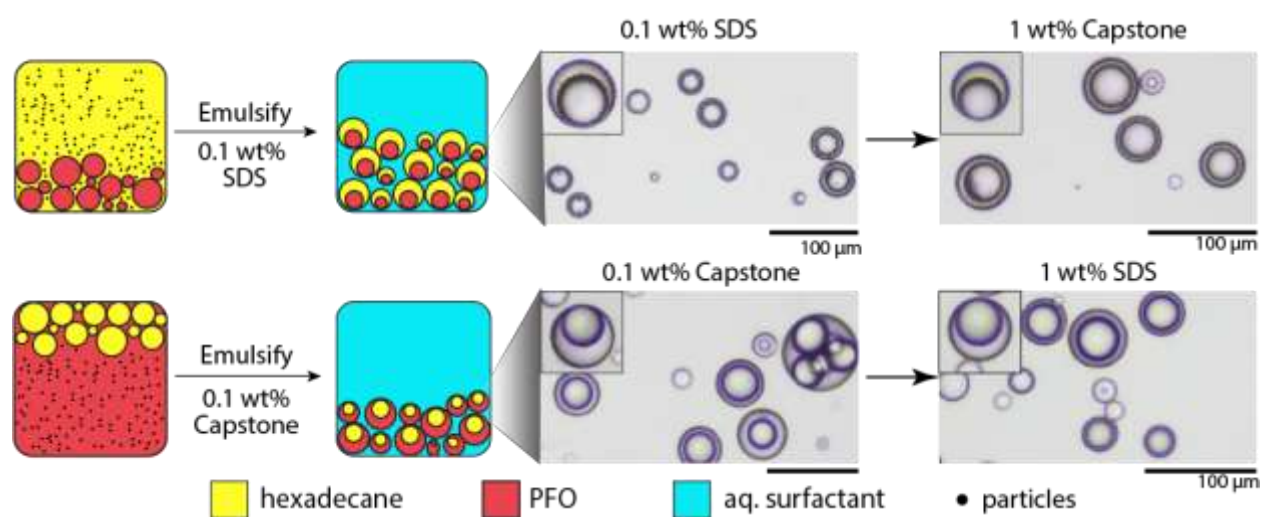 0.1 wt% SDS
1 wt% Capstone
Emulsify
0.1 wt%
SDS
100 µm
100 µm
0.1 wt% Capstone
1 wt% SDS
Emulsify
0.1 wt%
Capstone
100 µm
hexadecane
PFO
aq. surfactant
particles